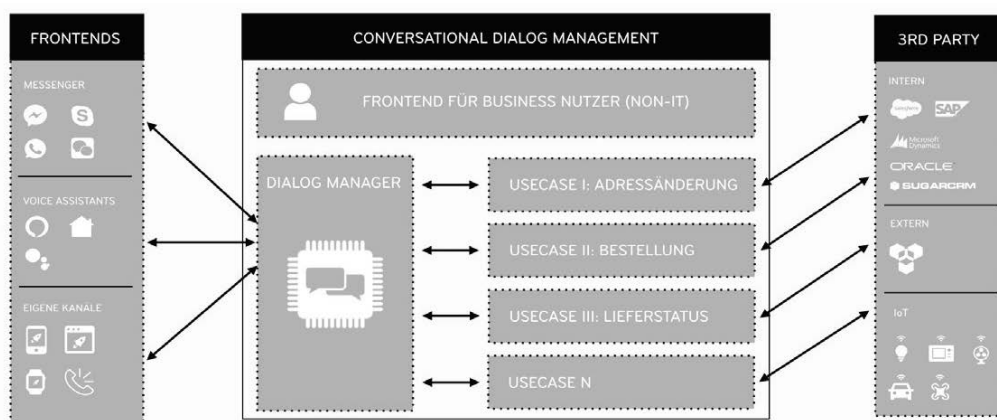 FRONTENDS
MESSENGER
VOICE ASSISTANTS
EIGENE KANÄLE
CONVERSATIONAL DIALOG MANAGEMENT
FRONTEND FÜR BUSINESS NUTZER (NON-IT)
DIALOG MANAGER
USECASE I: ADRESSÄNDERUNG
USECASE II: BESTELLUNG
USECASE III: LIEFERSTATUS
USECASE N
3RD PARTY
INTERN
salesforce
SAP
Microsoft
Dynamics
ORACLE
SUGARCRM
EXTERN
IoT